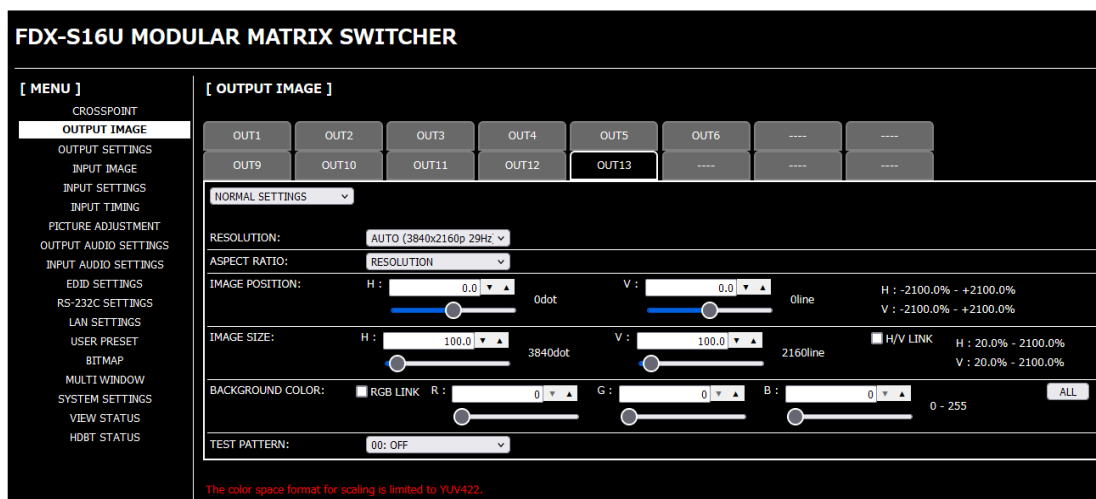 FDX-S16U MODULAR MATRIX SWITCHER
[ MENU ]
CROSSPOINT
OUTPUT IMAGE
OUTPUT SETTINGS
INPUT IMAGE
INPUT SETTINGS
INPUT TIMING
PICTURE ADJUSTMENT
OUTPUT AUDIO SETTINGS
INPUT AUDIO SETTINGS
EDID SETTINGS
RS-232C SETTINGS
LAN SETTINGS
USER PRESET
BITMAP
MULTI WINDOW
SYSTEM SETTINGS
VIEW STATUS
HDBT STATUS
[ OUTPUT IMAGE ]
OUT1 OUT2 OUT3 OUT4 OUT5 OUT6 ---- ----
OUT9 OUT10 OUT11 OUT12 OUT13 ---- ---- ----
NORMAL SETTINGS
RESOLUTION: AUTO (3840x2160p 29Hz)
ASPECT RATIO: RESOLUTION
IMAGE POSITION: H : 0.0 0dot V : 0.0 0line H : -2100.0% - +2100.0%
V : -2100.0% - +2100.0%
IMAGE SIZE: H : 100.0 3840dot V : 100.0 2160line H/V LINK H : 20.0% - 2100.0%
V : 20.0% - 2100.0%
BACKGROUND COLOR: RGB LINK R : 0 G : 0 B : 0 0 - 255 ALL
TEST PATTERN: 00: OFF
The color space format for scaling is limited to YUV422.